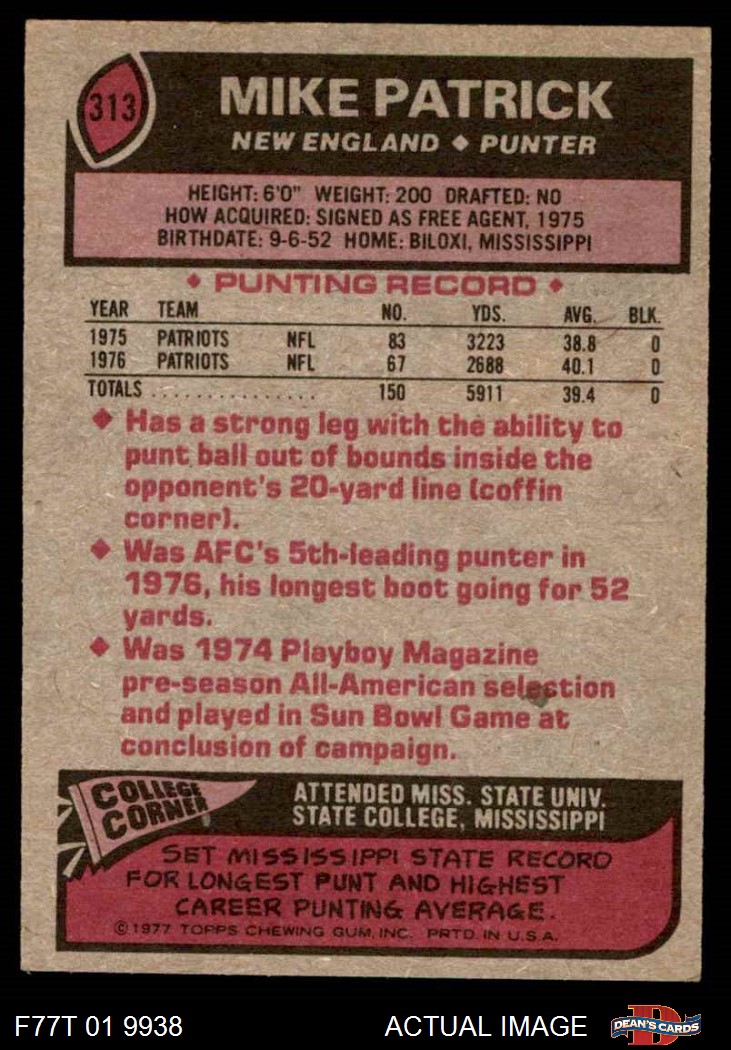 313
MIKE PATRICK
NEW ENGLAND ◆ PUNTER
HEIGHT: 6'0" WEIGHT: 200 DRAFTED: NO
HOW ACQUIRED: SIGNED AS FREE AGENT, 1975
BIRTHDATE: 9-6-52 HOME: BILOXI, MISSISSIPPI
◆ PUNTING RECORD ◆
YEAR TEAM NO. YDS. AVG. BLK.
1975 PATRIOTS NFL 83 3223 38.8 0
1976 PATRIOTS NFL 67 2688 40.1 0
TOTALS ................ 150 5911 39.4 0
◆ Has a strong leg with the ability to
punt ball out of bounds inside the
opponent's 20-yard line (coffin
corner).
◆ Was AFC's 5th-leading punter in
1976, his longest boot going for 52
yards.
◆ Was 1974 Playboy Magazine
pre-season All-American selection
and played in Sun Bowl Game at
conclusion of campaign.
COLLEGE
CORNER
ATTENDED MISS. STATE UNIV.
STATE COLLEGE, MISSISSIPPI
SET MISSISSIPPI STATE RECORD
FOR LONGEST PUNT AND HIGHEST
CAREER PUNTING AVERAGE.
©1977 TOPPS CHEWING GUM, INC. PRTD. IN U.S.A.
F77T 01 9938 ACTUAL IMAGE
D
DEAN'S CARDS